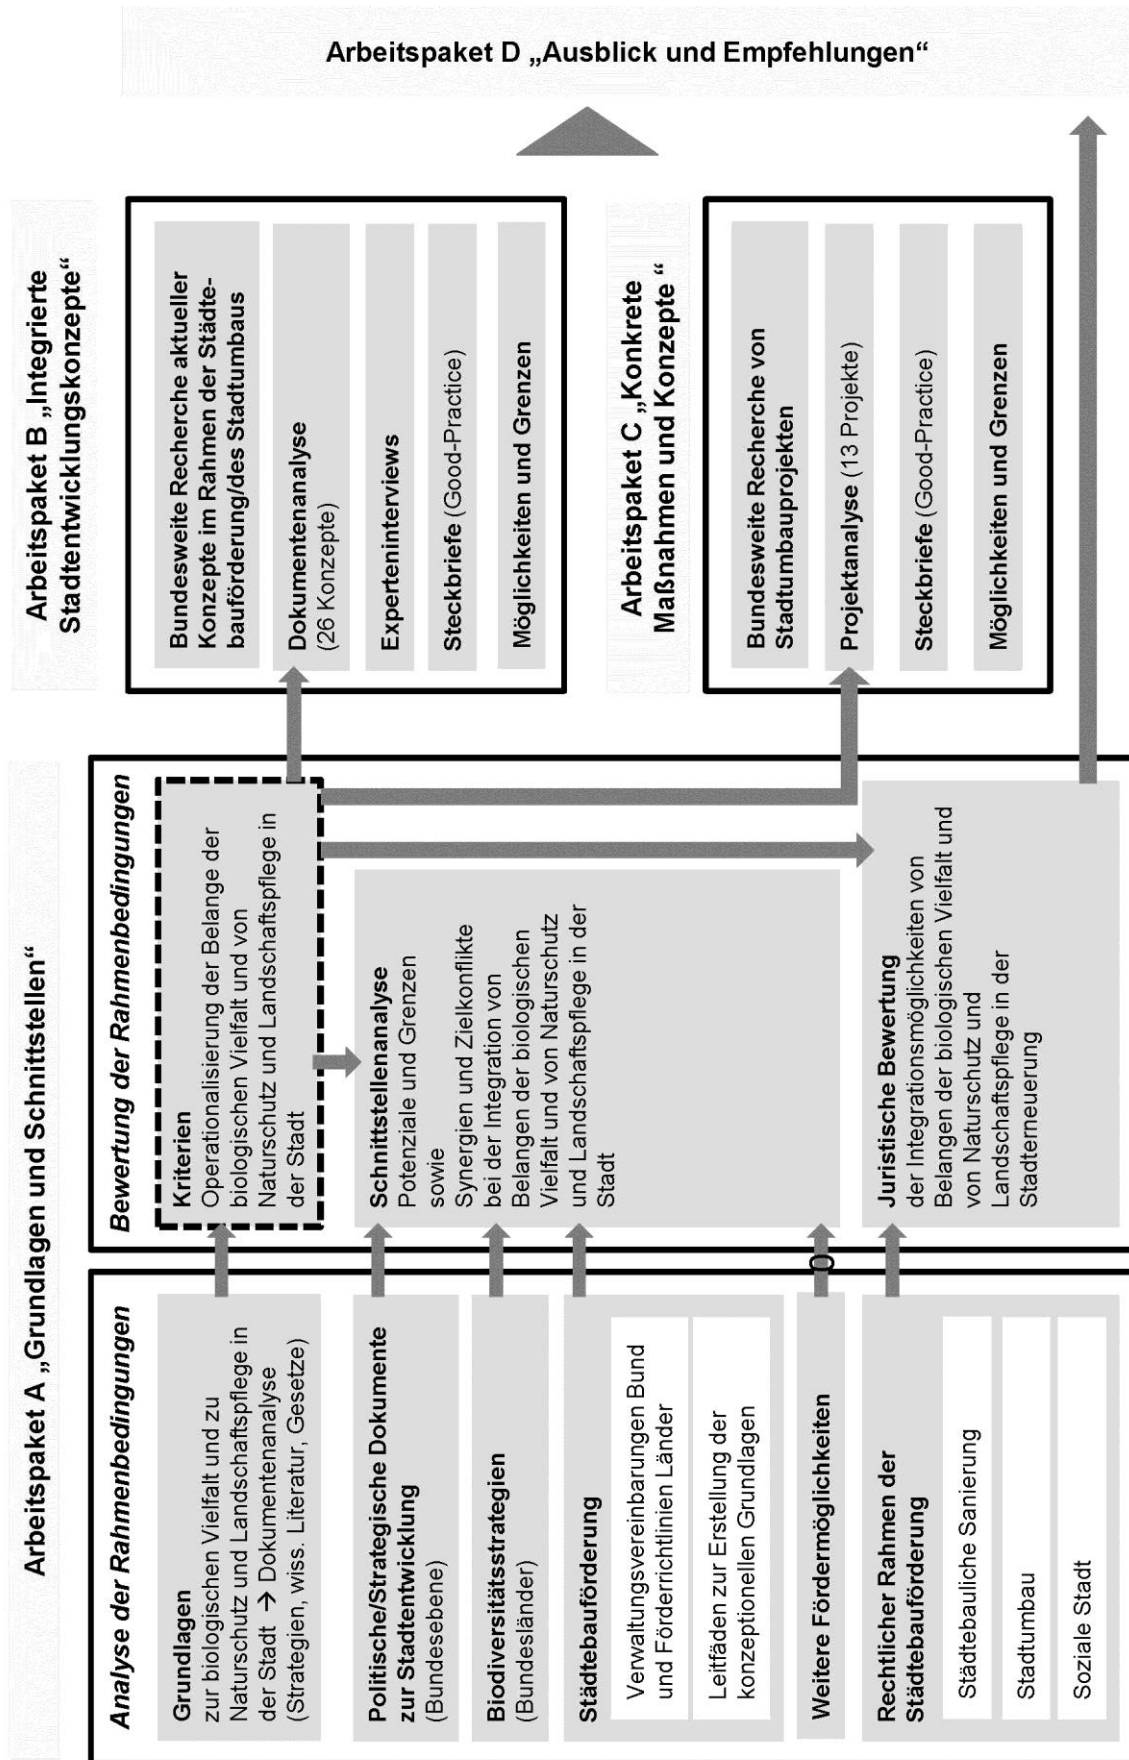 Arbeitspaket A „Grundlagen und Schnittstellen“
Analyse der Rahmenbedingungen
Grundlagen
zur biologischen Vielfalt und zu
Naturschutz und Landschaftspflege in
der Stadt → Dokumentenanalyse
(Strategien, wiss. Literatur, Gesetze)
Politische/Strategische Dokumente
zur Stadtentwicklung
(Bundesebene)
Biodiversitätsstrategien
(Bundesländer)
Städtebauförderung
Verwaltungsvereinbarungen Bund
und Förderrichtlinien Länder
Leitfäden zur Erstellung der
konzeptionellen Grundlagen
Weitere Fördermöglichkeiten
0
Rechtlicher Rahmen der
Städtebauförderung
Städtebauliche Sanierung
Stadtumbau
Soziale Stadt
Bewertung der Rahmenbedingungen
Kriterien
Operationalisierung der Belange der
biologischen Vielfalt und von
Naturschutz und Landschaftspflege in
der Stadt
Schnittstellenanalyse
Potenziale und Grenzen
sowie
Synergien und Zielkonflikte
bei der Integration von
Belangen der biologischen
Vielfalt und von Naturschutz
und Landschaftspflege in der
Stadt
Juristische Bewertung
der Integrationsmöglichkeiten von
Belangen der biologischen Vielfalt und
von Naturschutz und
Landschaftspflege in der
Stadterneuerung
Arbeitspaket B „Integrierte
Stadtentwicklungskonzepte“
Bundesweite Recherche aktueller
Konzepte im Rahmen der Städte-
bauförderung/des Stadtumbaus
Dokumentenanalyse
(26 Konzepte)
Experteninterviews
Steckbriefe (Good-Practice)
Möglichkeiten und Grenzen
Arbeitspaket C „Konkrete
Maßnahmen und Konzepte “
Bundesweite Recherche von
Stadtumbauprojekten
Projektanalyse (13 Projekte)
Steckbriefe (Good-Practice)
Möglichkeiten und Grenzen
Arbeitspaket D „Ausblick und Empfehlungen“